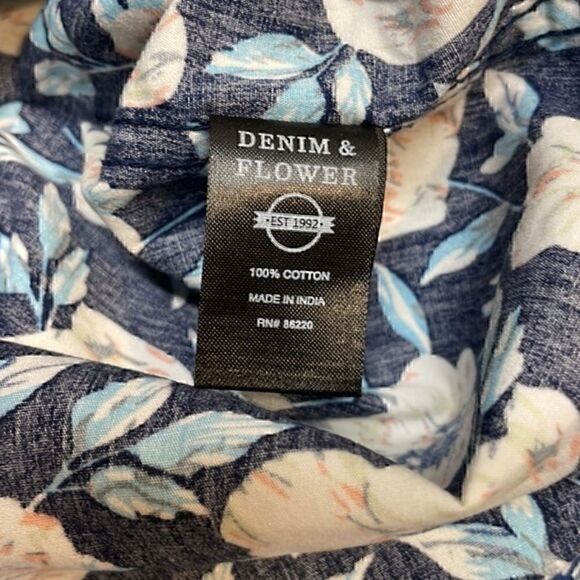 DENIM &
FLOWER
•EST 1992•
100% COTTON
MADE IN INDIA
RN# 86220